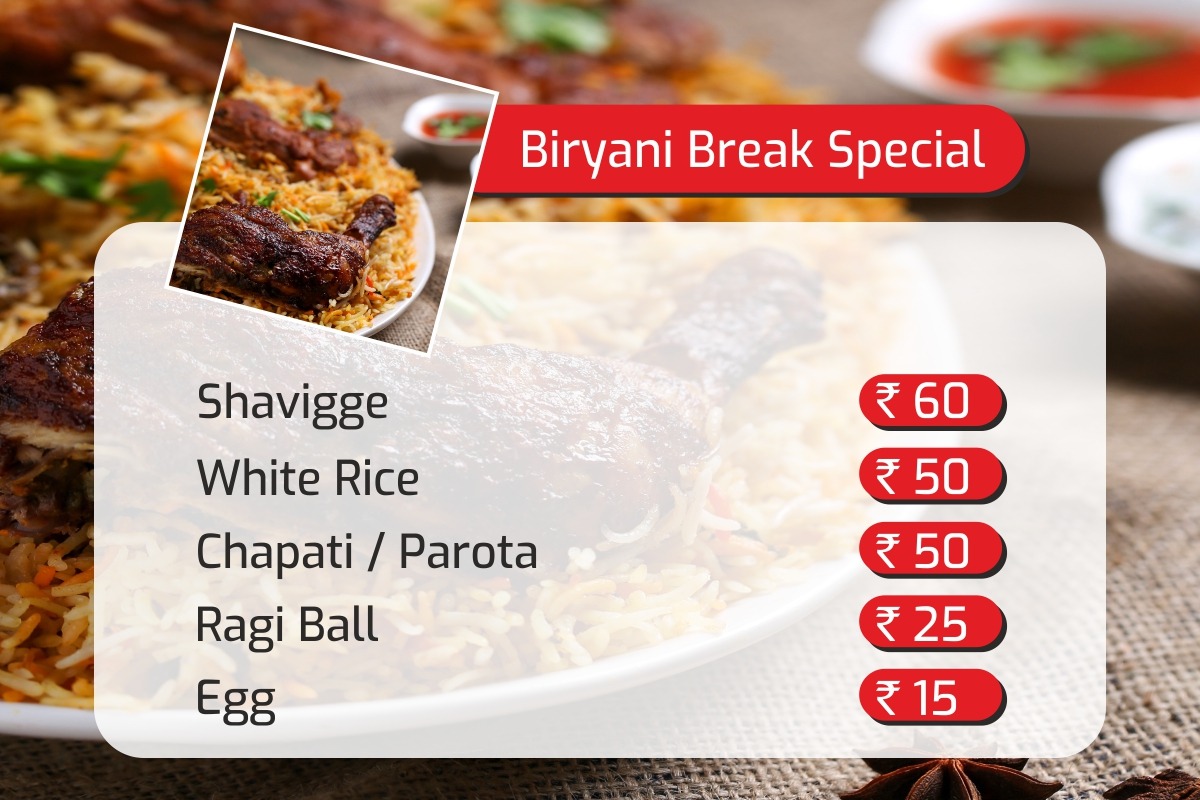 Biryani Break Special
Shavigge ₹ 60
White Rice ₹ 50
Chapati / Parota ₹ 50
Ragi Ball ₹ 25
Egg ₹ 15